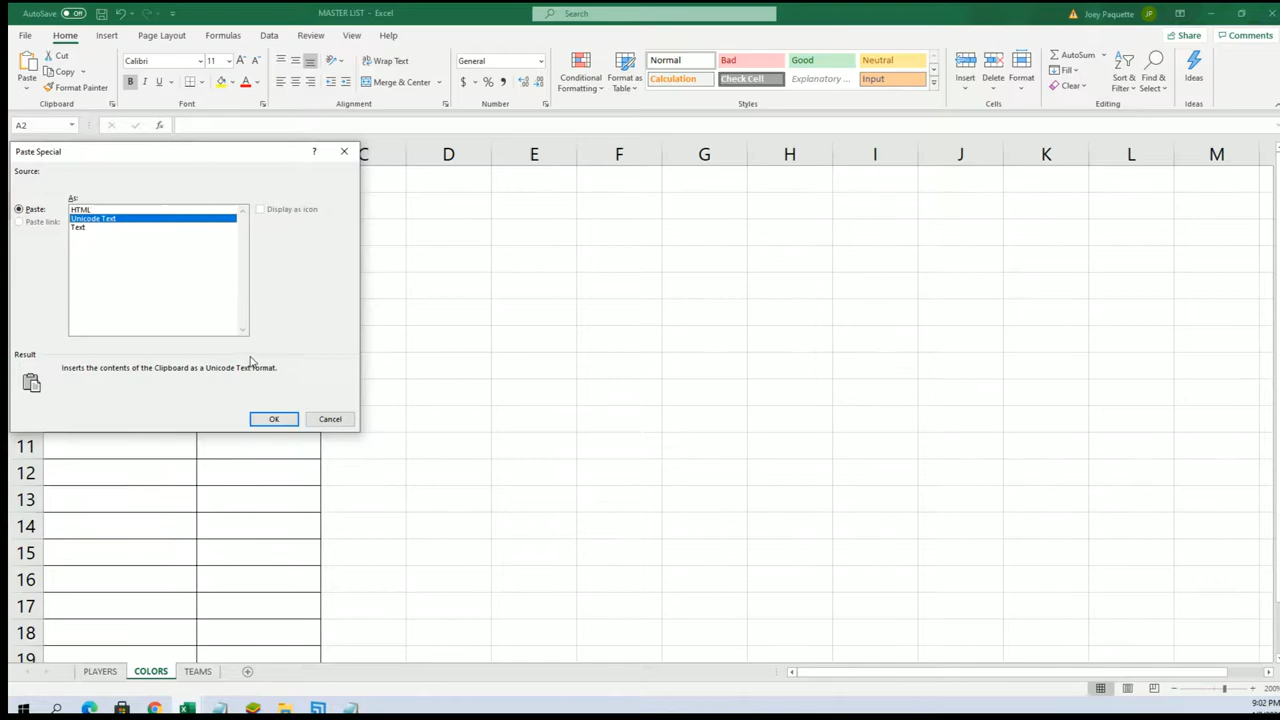 AutoSave Off MASTER LIST - Excel Search Joey Paquette JP
File Home Insert Page Layout Formulas Data Review View Help Share Comments
Paste Cut Copy Format Painter Clipboard
Calibri 11 A A B I U A Font
Wrap Text Merge & Center Alignment
General $ % , Number
Conditional Formatting Format as Table
Normal Bad Good Neutral
Calculation Check Cell Explanatory ... Input
Styles
Insert Delete Format Cells
AutoSum Fill Clear Sort & Filter Find & Select Editing
Ideas
Ideas
A2 fx
Paste Special ? ×
Source:
As:
Paste: HTML Display as icon
Paste link: Unicode Text
Text
Result
Inserts the contents of the Clipboard as a Unicode Text format.
OK Cancel
C D E F G H I J K L M
11
12
13
14
15
16
17
18
19
PLAYERS COLORS TEAMS
200%
9:02 PM